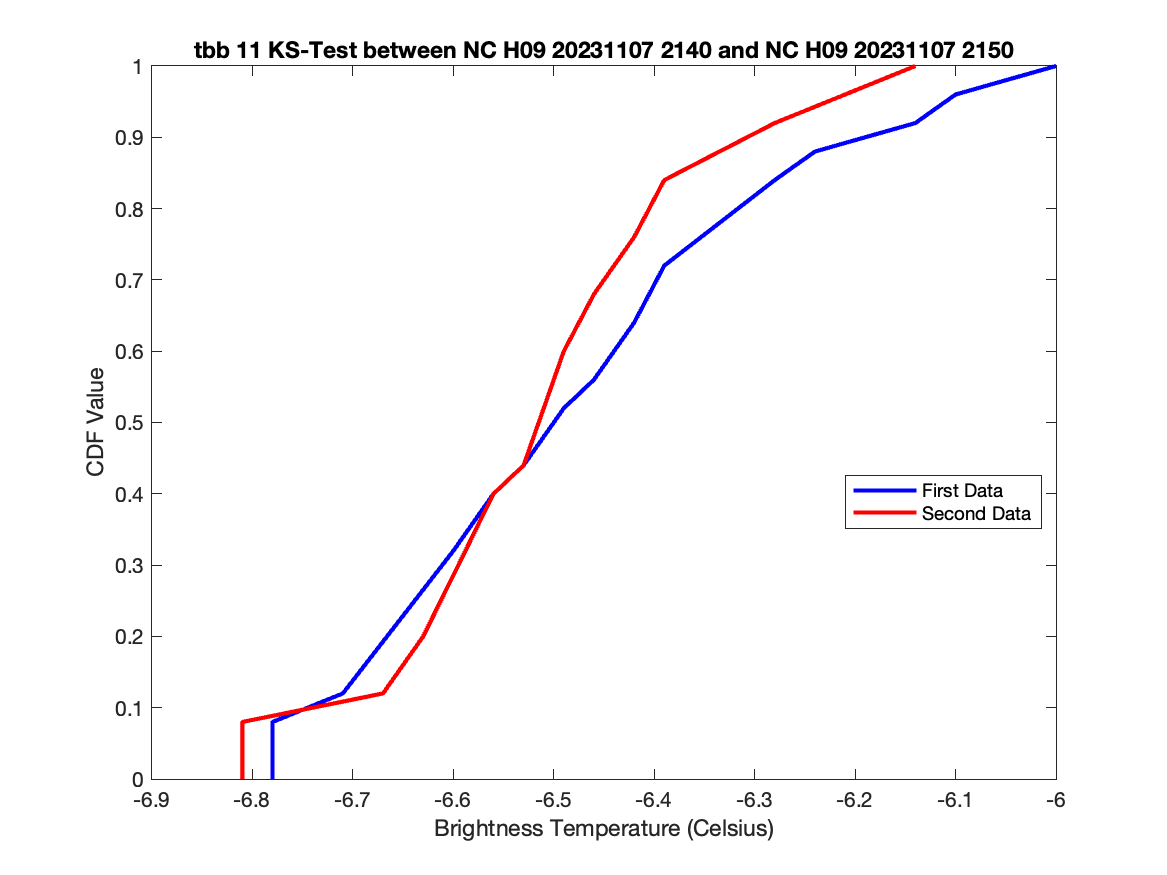 tbb 11 KS-Test between NC H09 20231107 2140 and NC H09 20231107 2150
1
0.9
0.8
0.7
0.6
0.5
0.4
0.3
0.2
0.1
0
CDF Value
First Data
Second Data
-6.9 -6.8 -6.7 -6.6 -6.5 -6.4 -6.3 -6.2 -6.1 -6
Brightness Temperature (Celsius)